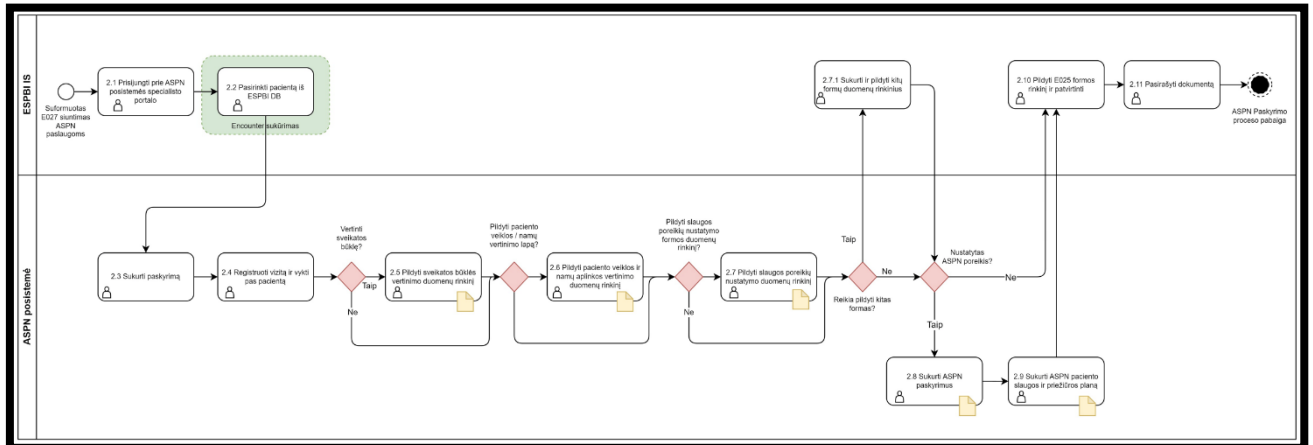 ESPBI IS
Suformuotas
E027 siuntimas
ASPN
paslaugoms
2.1 Prisijungti prie ASPN
posistemės specialisto
portalo
2.2 Pasirinkti pacientą iš
ESPBI DB
Encounter sukūrimas
2.7.1 Sukurti ir pildyti kitų
formų duomenų rinkinius
2.10 Pildyti E025 formos
rinkinį ir patvirtinti
2.11 Pasirašyti dokumentą
ASPN Paskyrimo
proceso pabaiga
ASPN posistemė
2.3 Sukurti paskyrimą
2.4 Registruoti vizitą ir vykti
pas pacientą
Vertinti
sveikatos
būklę?
Taip
Ne
2.5 Pildyti sveikatos būklės
vertinimo duomenų rinkinį
Pildyti paciento
veiklos / namų
vertinimo lapą?
2.6 Pildyti paciento veiklos ir
namų aplinkos vertinimo
duomenų rinkinį
Pildyti slaugos
poreikių nustatymo
formos duomenų
rinkinį?
Ne
2.7 Pildyti slaugos poreikių
nustatymo duomenų rinkinį
Taip
Ne
Reikia pildyti kitas
formas?
Nustatytas
ASPN poreikis?
Ne
Taip
2.8 Sukurti ASPN
paskyrimus
2.9 Sukurti ASPN paciento
slaugos ir priežiūros planą